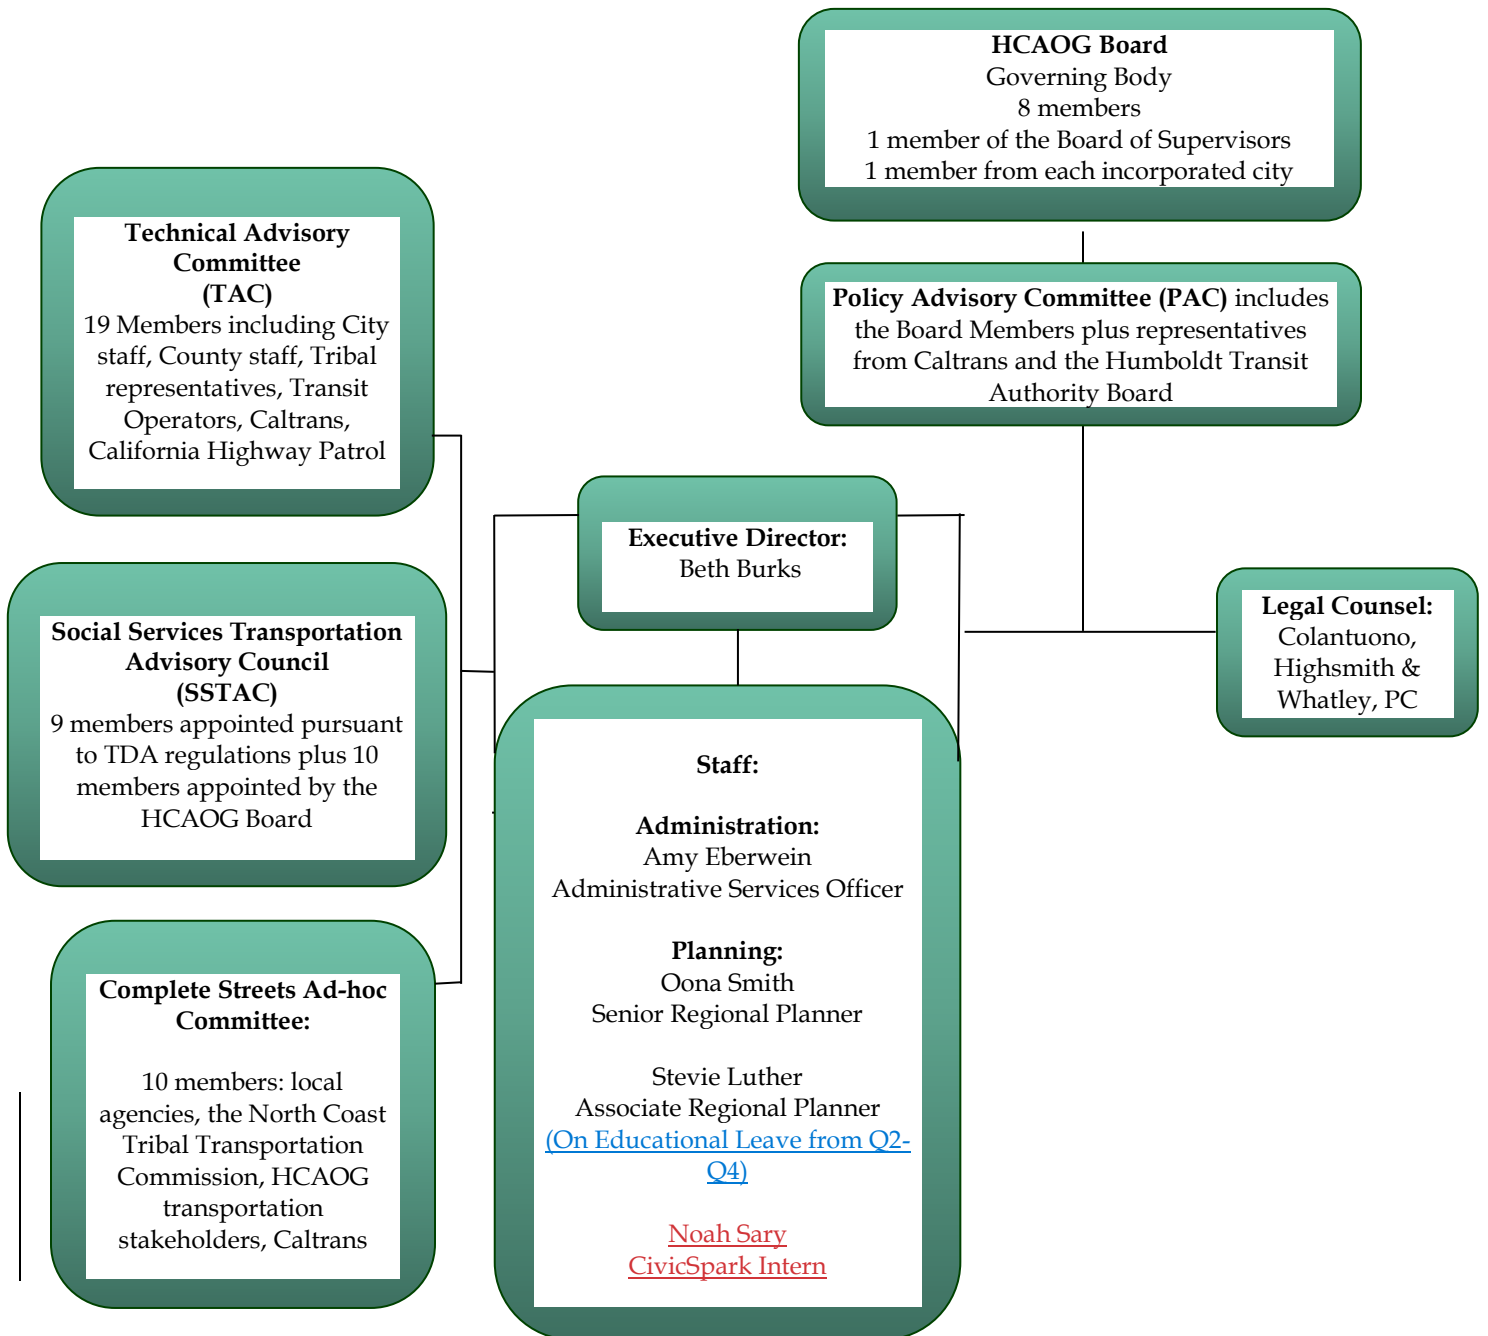 HCAOG Board
Governing Body
8 members
1 member of the Board of Supervisors
1 member from each incorporated city
Technical Advisory
Committee
(TAC)
19 Members including City
staff, County staff, Tribal
representatives, Transit
Operators, Caltrans,
California Highway Patrol
Policy Advisory Committee (PAC) includes
the Board Members plus representatives
from Caltrans and the Humboldt Transit
Authority Board
Executive Director:
Beth Burks
Legal Counsel:
Colantuono,
Highsmith &
Whatley, PC
Social Services Transportation
Advisory Council
(SSTAC)
9 members appointed pursuant
to TDA regulations plus 10
members appointed by the
HCAOG Board
Staff:
Administration:
Amy Eberwein
Administrative Services Officer
Planning:
Oona Smith
Senior Regional Planner
Stevie Luther
Associate Regional Planner
(On Educational Leave from Q2-
Q4)
Noah Sary
CivicSpark Intern
Complete Streets Ad-hoc
Committee:
10 members: local
agencies, the North Coast
Tribal Transportation
Commission, HCAOG
transportation
stakeholders, Caltrans